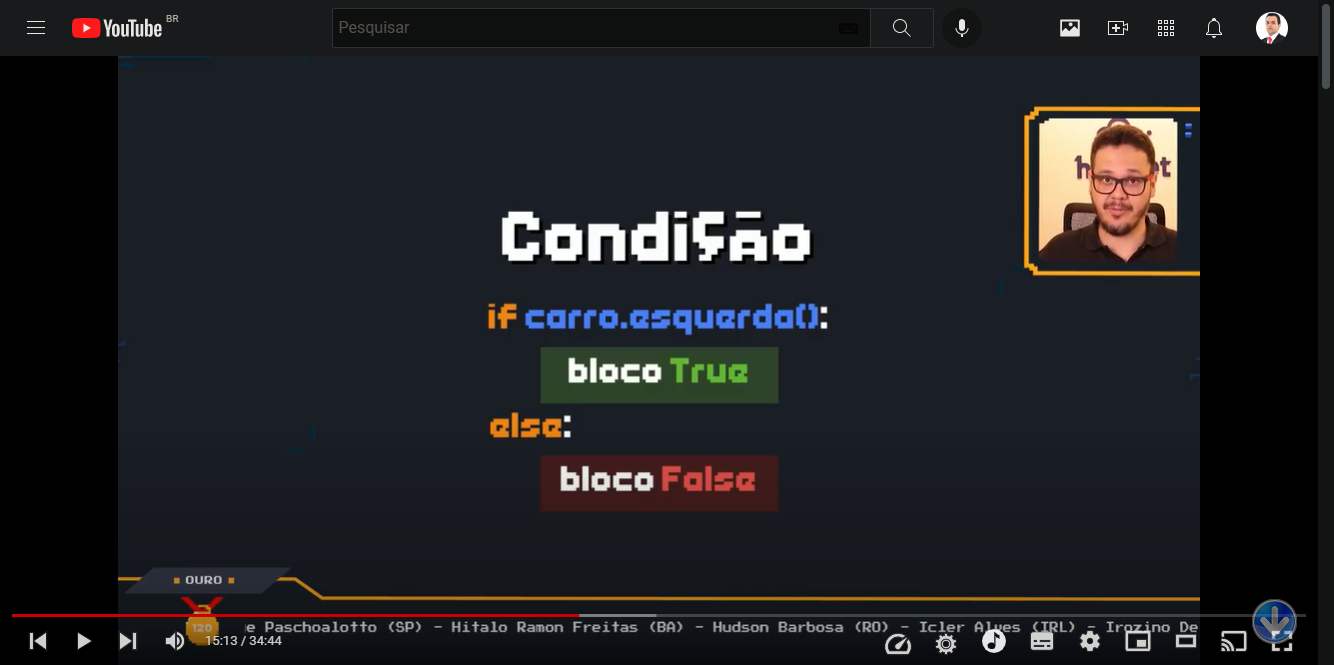 YouTube BR
Pesquisar
Condição
if carro.esquerda():
bloco True
else:
bloco False
OURO
120
15:13 / 34:44
e Paschoalotto (SP) - Hitalo Ramon Freitas (BA) - Hudson Barbosa (RO) - Icler Alves (IRL) - Irozino De